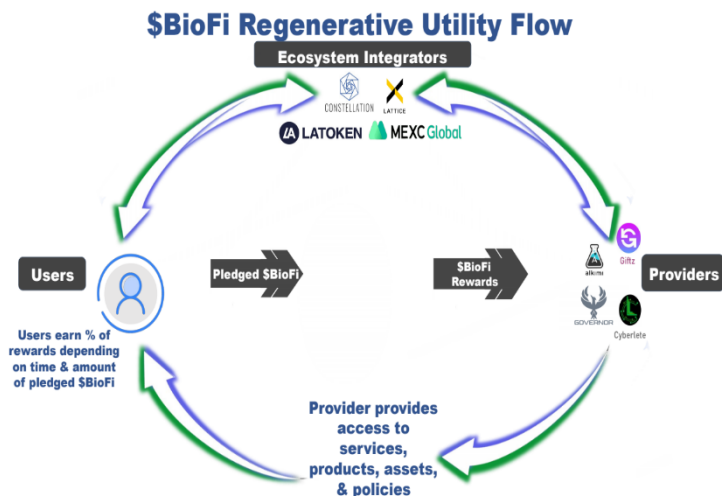 $BioFi Regenerative Utility Flow
Ecosystem Integrators
CONSTELLATION
LATTICE
LATOKEN
MEXC Global
Users
Pledged $BioFi
$BioFi
Rewards
alkimi
Giftz
Providers
GOVERNOR
Cyberlete
Users earn % of
rewards depending
on time & amount
of pledged $BioFi
Provider provides
access to
services,
products, assets,
& policies